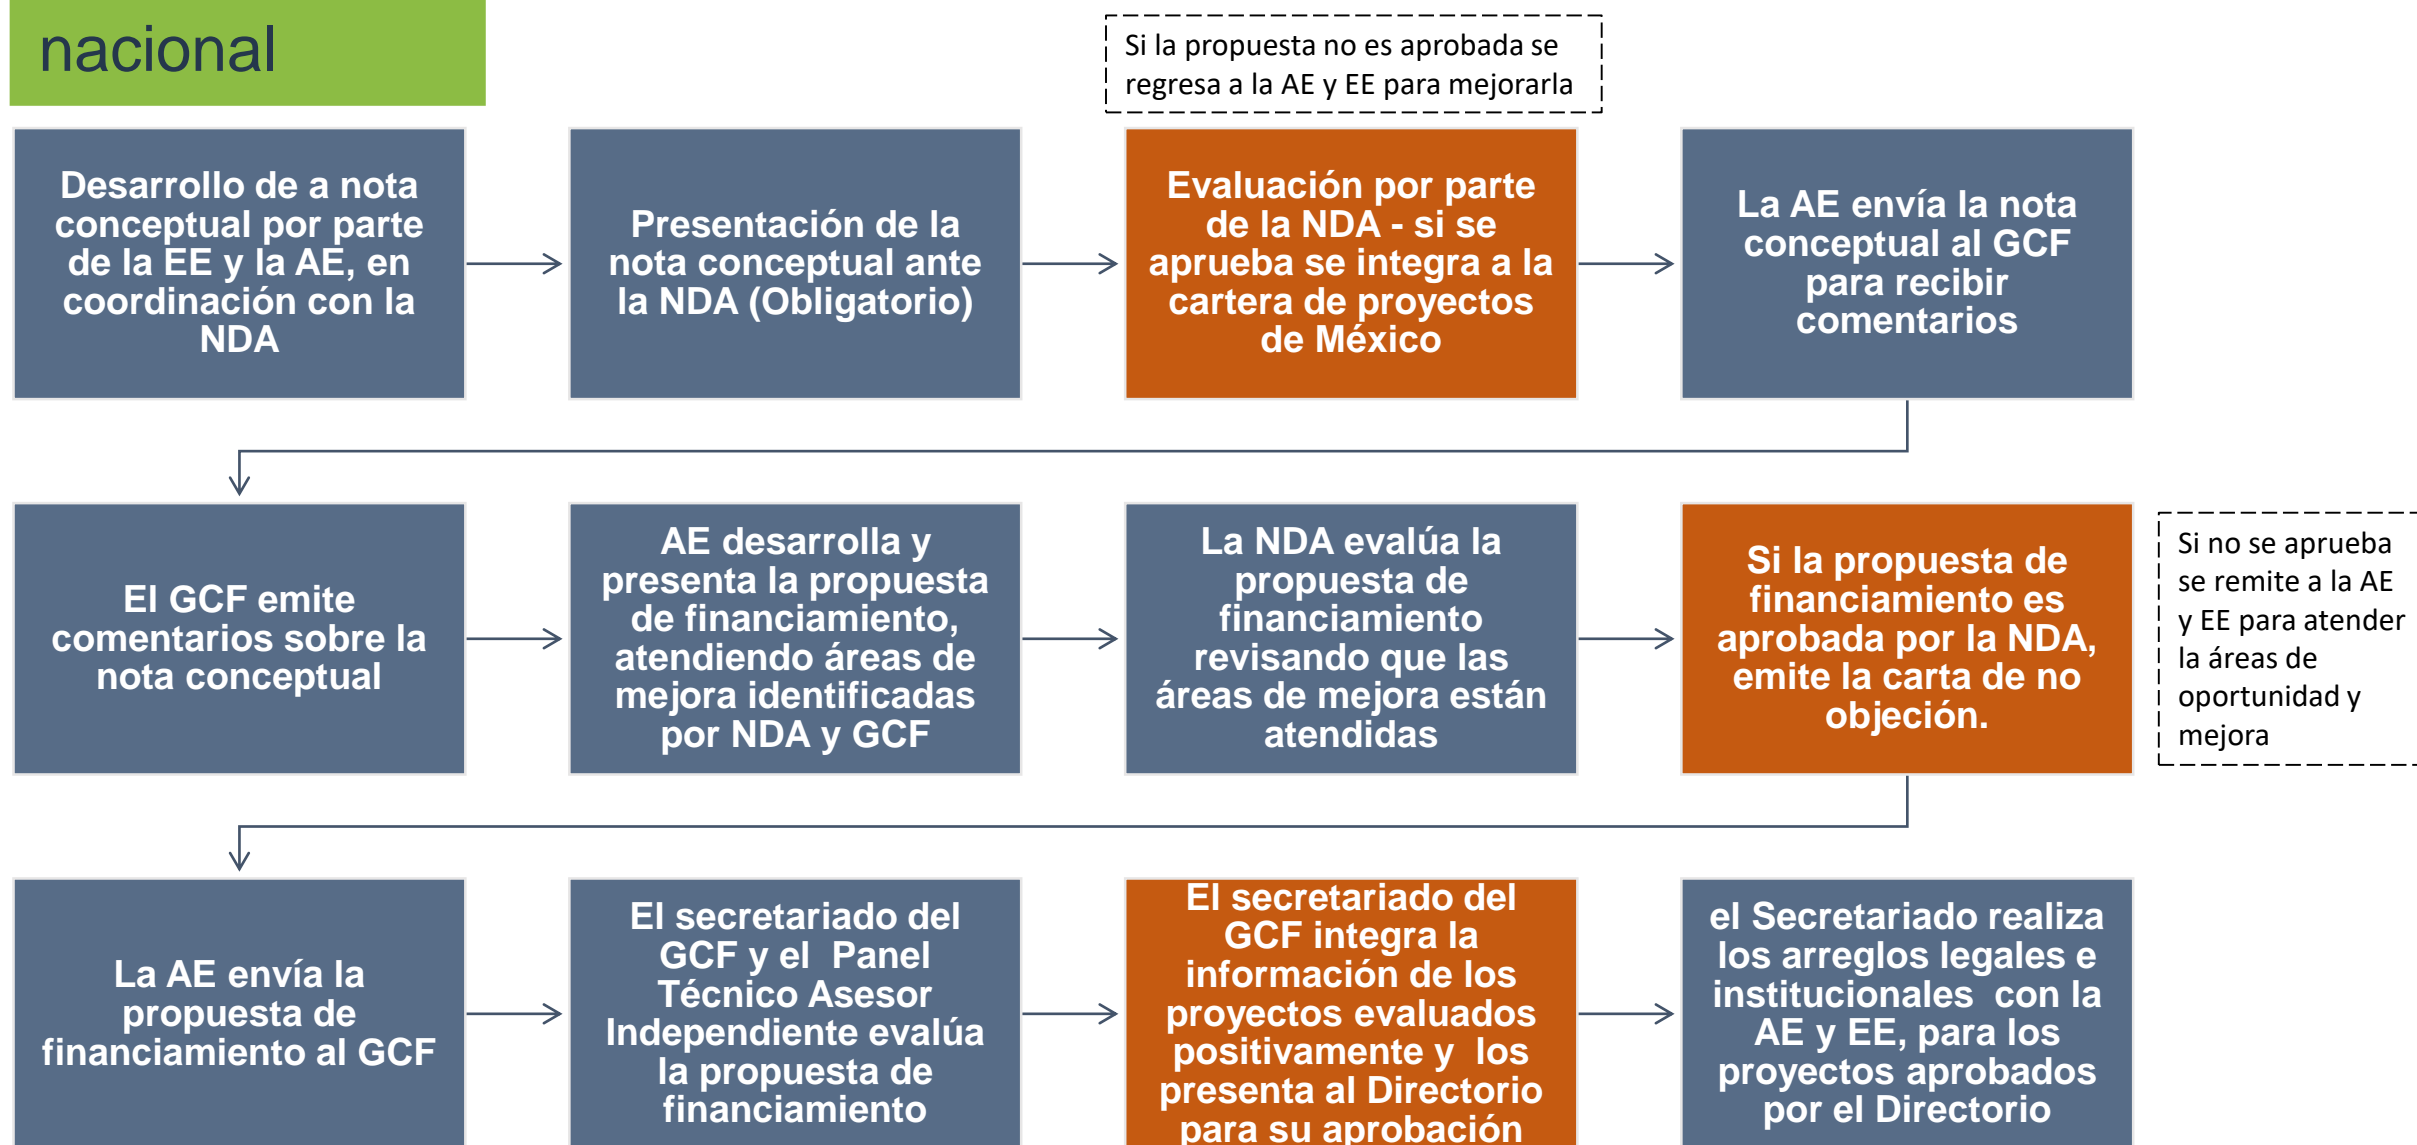 nacional
Si la propuesta no es aprobada se
regresa a la AE y EE para mejorarla
Desarrollo de a nota
conceptual por parte
de la EE y la AE, en
coordinación con la
NDA
Presentación de la
nota conceptual ante
la NDA (Obligatorio)
Evaluación por parte
de la NDA - si se
aprueba se integra a la
cartera de proyectos
de México
La AE envía la nota
conceptual al GCF
para recibir
comentarios
El GCF emite
comentarios sobre la
nota conceptual
AE desarrolla y
presenta la propuesta
de financiamiento,
atendiendo áreas de
mejora identificadas
por NDA y GCF
La NDA evalúa la
propuesta de
financiamiento
revisando que las
áreas de mejora están
atendidas
Si la propuesta de
financiamiento es
aprobada por la NDA,
emite la carta de no
objeción.
Si no se aprueba
se remite a la AE
y EE para atender
la áreas de
oportunidad y
mejora
La AE envía la
propuesta de
financiamiento al GCF
El secretariado del
GCF y el Panel
Técnico Asesor
Independiente evalúa
la propuesta de
financiamiento
El secretariado del
GCF integra la
información de los
proyectos evaluados
positivamente y los
presenta al Directorio
para su aprobación
el Secretariado realiza
los arreglos legales e
institucionales con la
AE y EE, para los
proyectos aprobados
por el Directorio